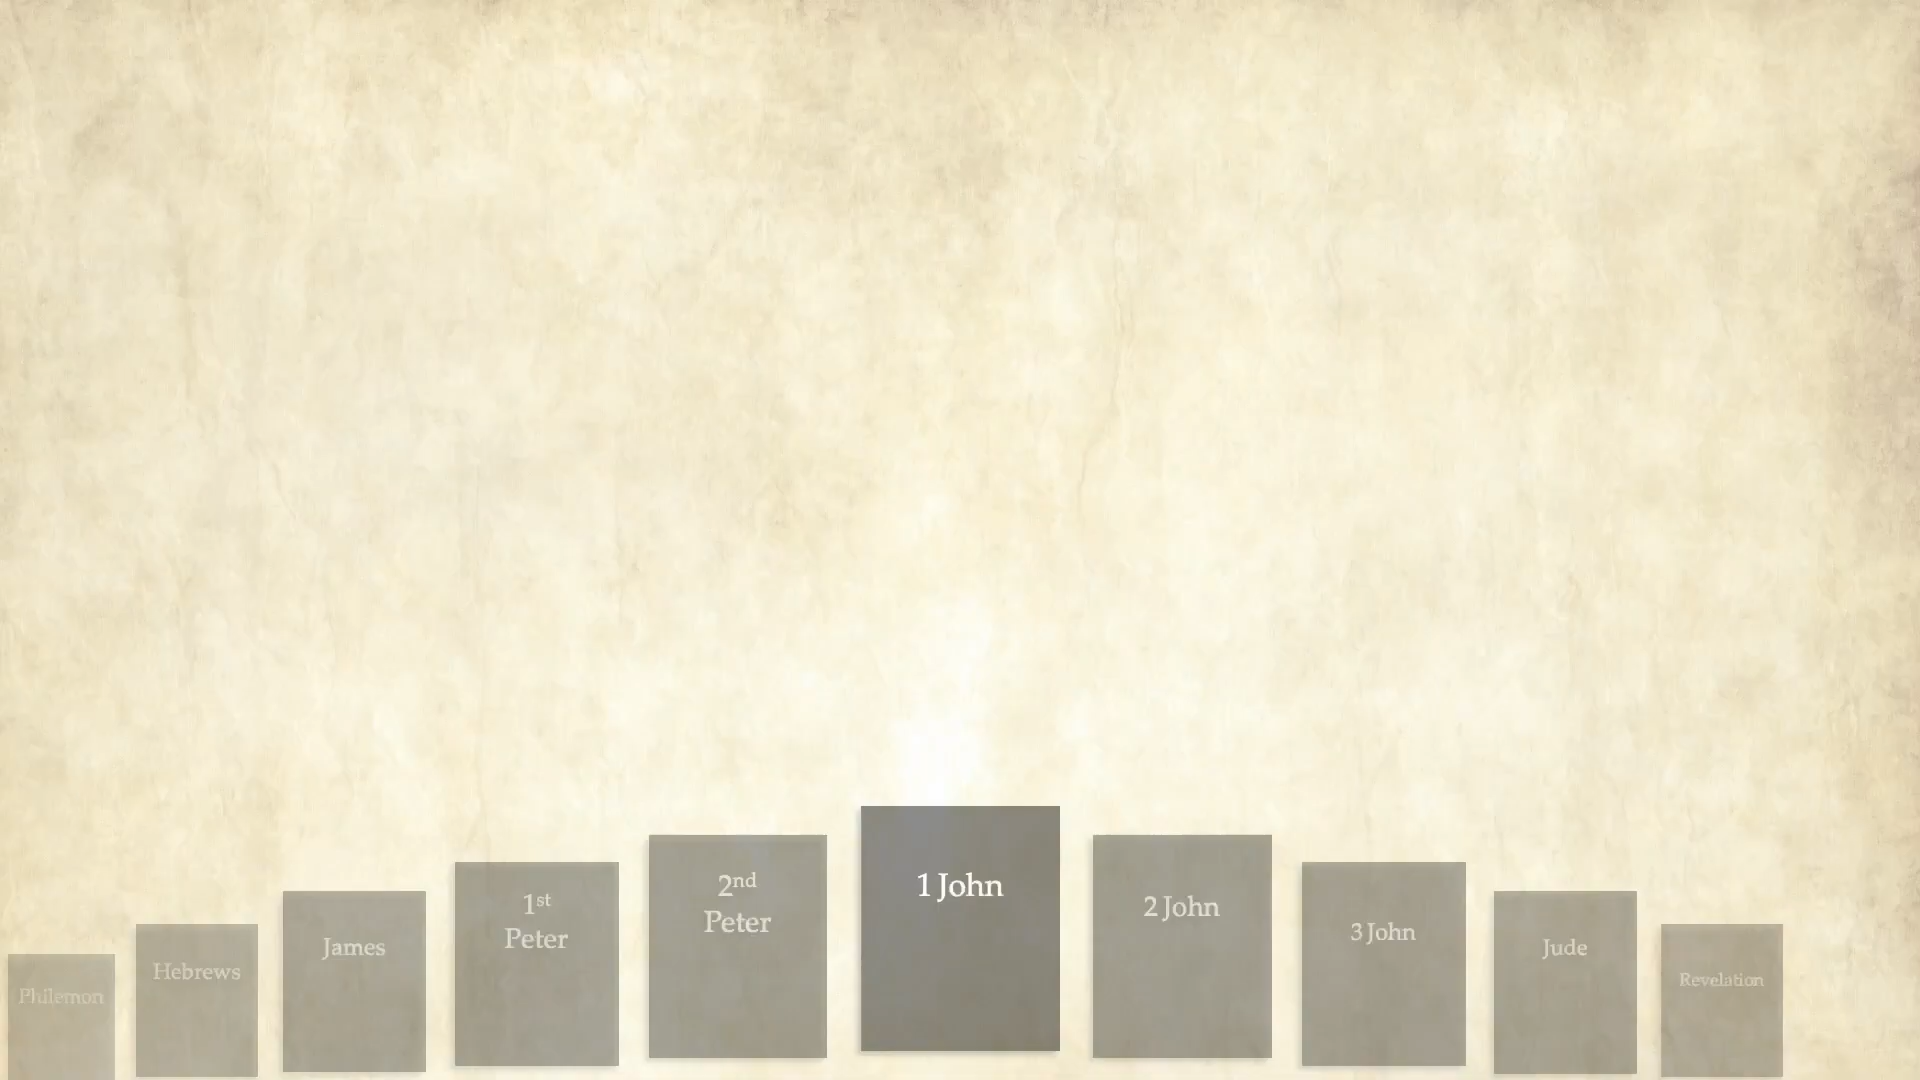 Philemon
Hebrews
James
1st
Peter
2nd
Peter
1 John
2 John
3 John
Jude
Revelation